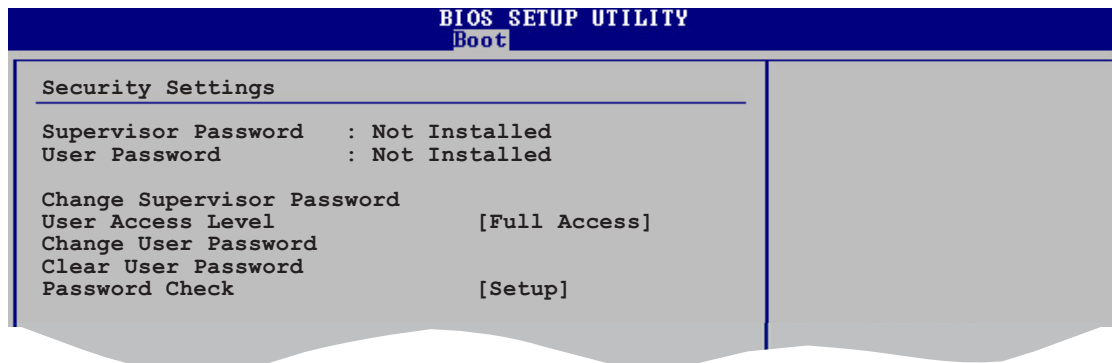 BIOS SETUP UTILITY
Boot
Security Settings
Supervisor Password : Not Installed
User Password : Not Installed
Change Supervisor Password
User Access Level [Full Access]
Change User Password
Clear User Password
Password Check [Setup]